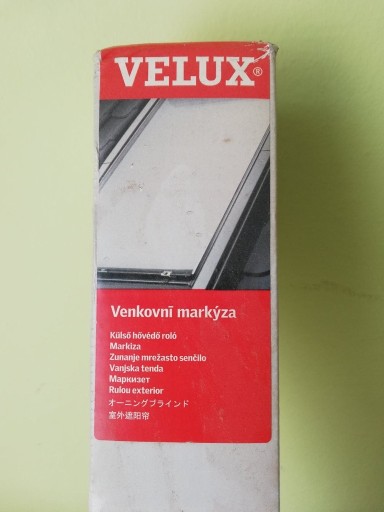 VELUX®
Venkovní markýza
Külső hővédő roló
Markiza
Zunanje mrežasto senčilo
Vanjska tenda
Маркизет
Rulou exterior
オーニングブラインド
室外遮阳帘